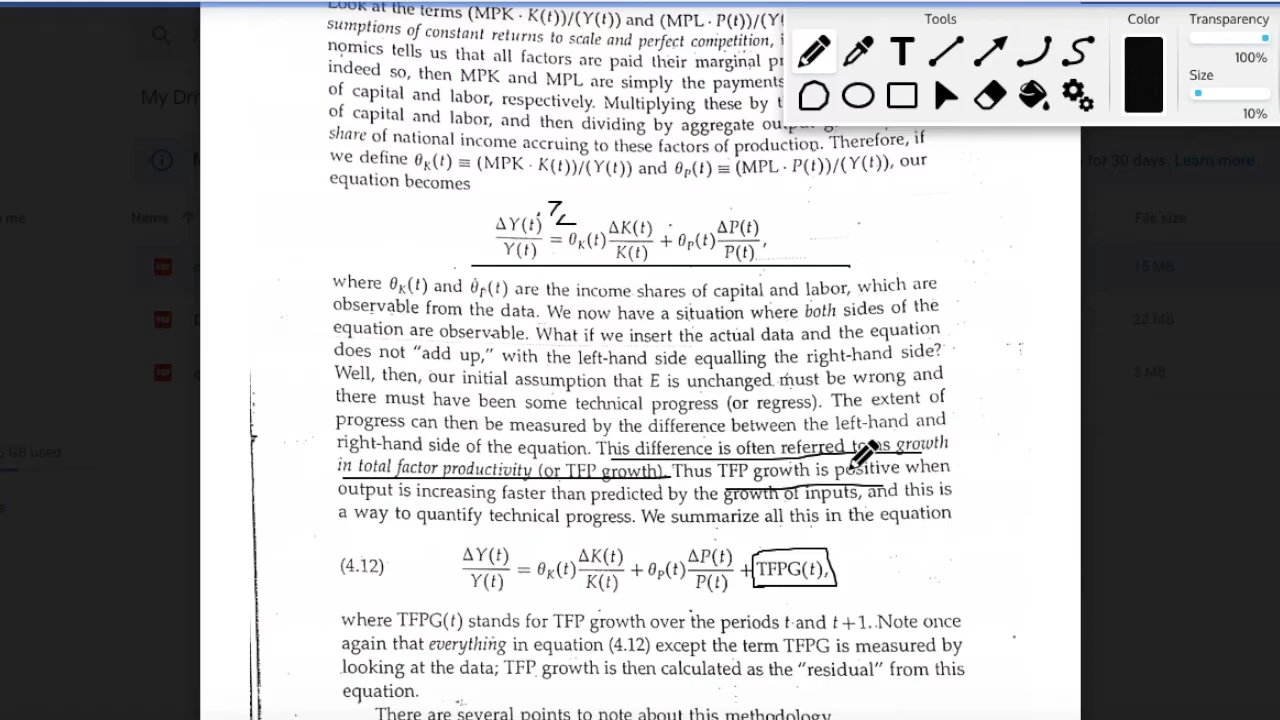 Look at the terms (MPK · K(t))/(Y(t)) and (MPL · P(t))/(Y(
sumptions of constant returns to scale and perfect competition,
nomics tells us that all factors are paid their marginal p
indeed so, then MPK and MPL are simply the payments
of capital and labor, respectively. Multiplying these by t
of capital and labor, and then dividing by aggregate
share of national income accruing to these factors of production. Therefore, if
we define θK(t) ≡ (MPK · K(t))/(Y(t)) and θP(t) ≡ (MPL · P(t))/(Y(t)), our
equation becomes
ΔY(t)/Y(t) = θK(t) ΔK(t)/K(t) + θP(t) ΔP(t)/P(t),
where θK(t) and θP(t) are the income shares of capital and labor, which are
observable from the data. We now have a situation where both sides of the
equation are observable. What if we insert the actual data and the equation
does not "add up," with the left-hand side equalling the right-hand side?
Well, then, our initial assumption that E is unchanged must be wrong and
there must have been some technical progress (or regress). The extent of
progress can then be measured by the difference between the left-hand and
right-hand side of the equation. This difference is often referred to as growth
in total factor productivity (or TFP growth). Thus TFP growth is positive when
output is increasing faster than predicted by the growth of inputs, and this is
a way to quantify technical progress. We summarize all this in the equation
(4.12) ΔY(t)/Y(t) = θK(t) ΔK(t)/K(t) + θP(t) ΔP(t)/P(t) + TFPG(t),
where TFPG(t) stands for TFP growth over the periods t and t+1. Note once
again that everything in equation (4.12) except the term TFPG is measured by
looking at the data; TFP growth is then calculated as the "residual" from this
equation.
There are several points to note about this methodology
Tools
Color
Transparency
100%
Size
10%
My Dri
Name
me
GB used
for 30 days. Learn more
File size
15 MB
22 MB
2 MB